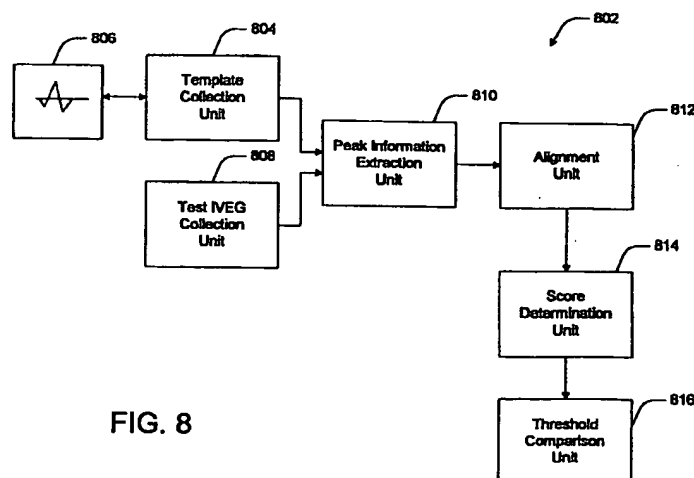 802
806
804
Template
Collection
Unit
810
Peak Information
Extraction
Unit
812
Alignment
Unit
808
Test IVEG
Collection
Unit
814
Score
Determination
Unit
816
Threshold
Comparison
Unit
FIG. 8